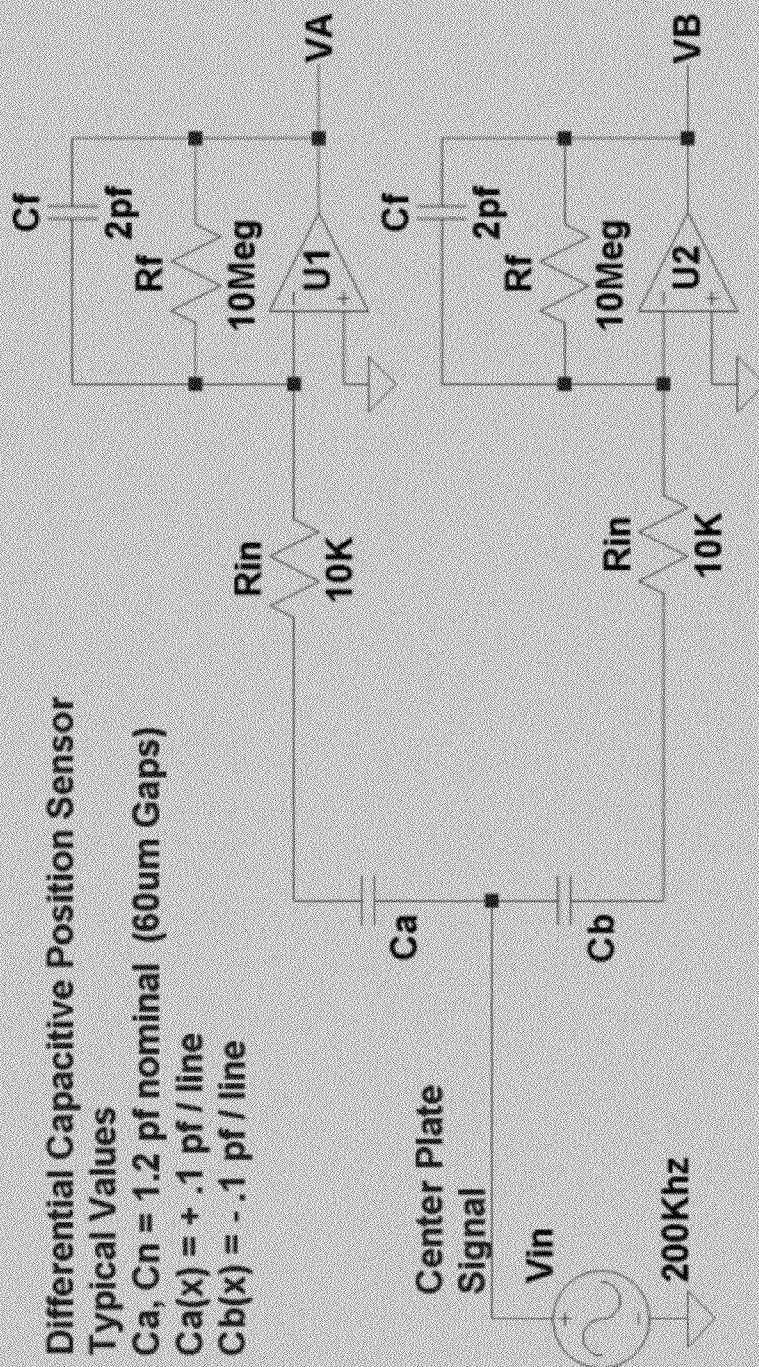 Differential Capacitive Position Sensor
Typical Values
Ca, Cn = 1.2 pf nominal (60um Gaps)
Ca(x) = + .1 pf / line
Cb(x) = - .1 pf / line
Center Plate
Signal
Vin
+
-
200Khz
Ca
Cb
Rin
10K
Rin
10K
Cf
2pf
Rf
10Meg
-
+
U1
VA
Cf
2pf
Rf
10Meg
-
+
U2
VB